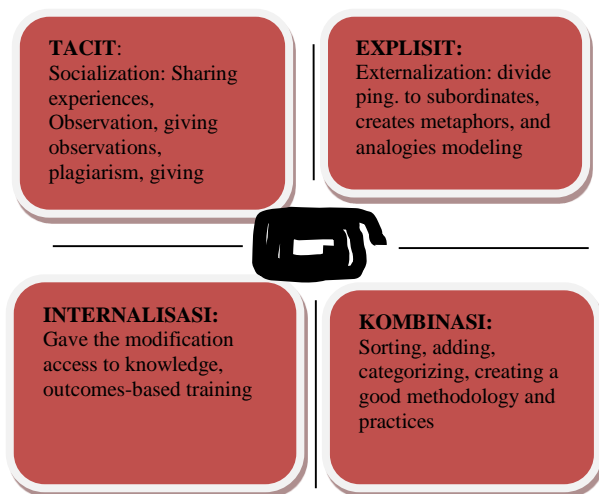 TACIT:
Socialization: Sharing
experiences,
Observation, giving
observations,
plagiarism, giving
EXPLISIT:
Externalization: divide
ping. to subordinates,
creates metaphors, and
analogies modeling
INTERNALISASI:
Gave the modification
access to knowledge,
outcomes-based training
KOMBINASI:
Sorting, adding,
categorizing, creating a
good methodology and
practices